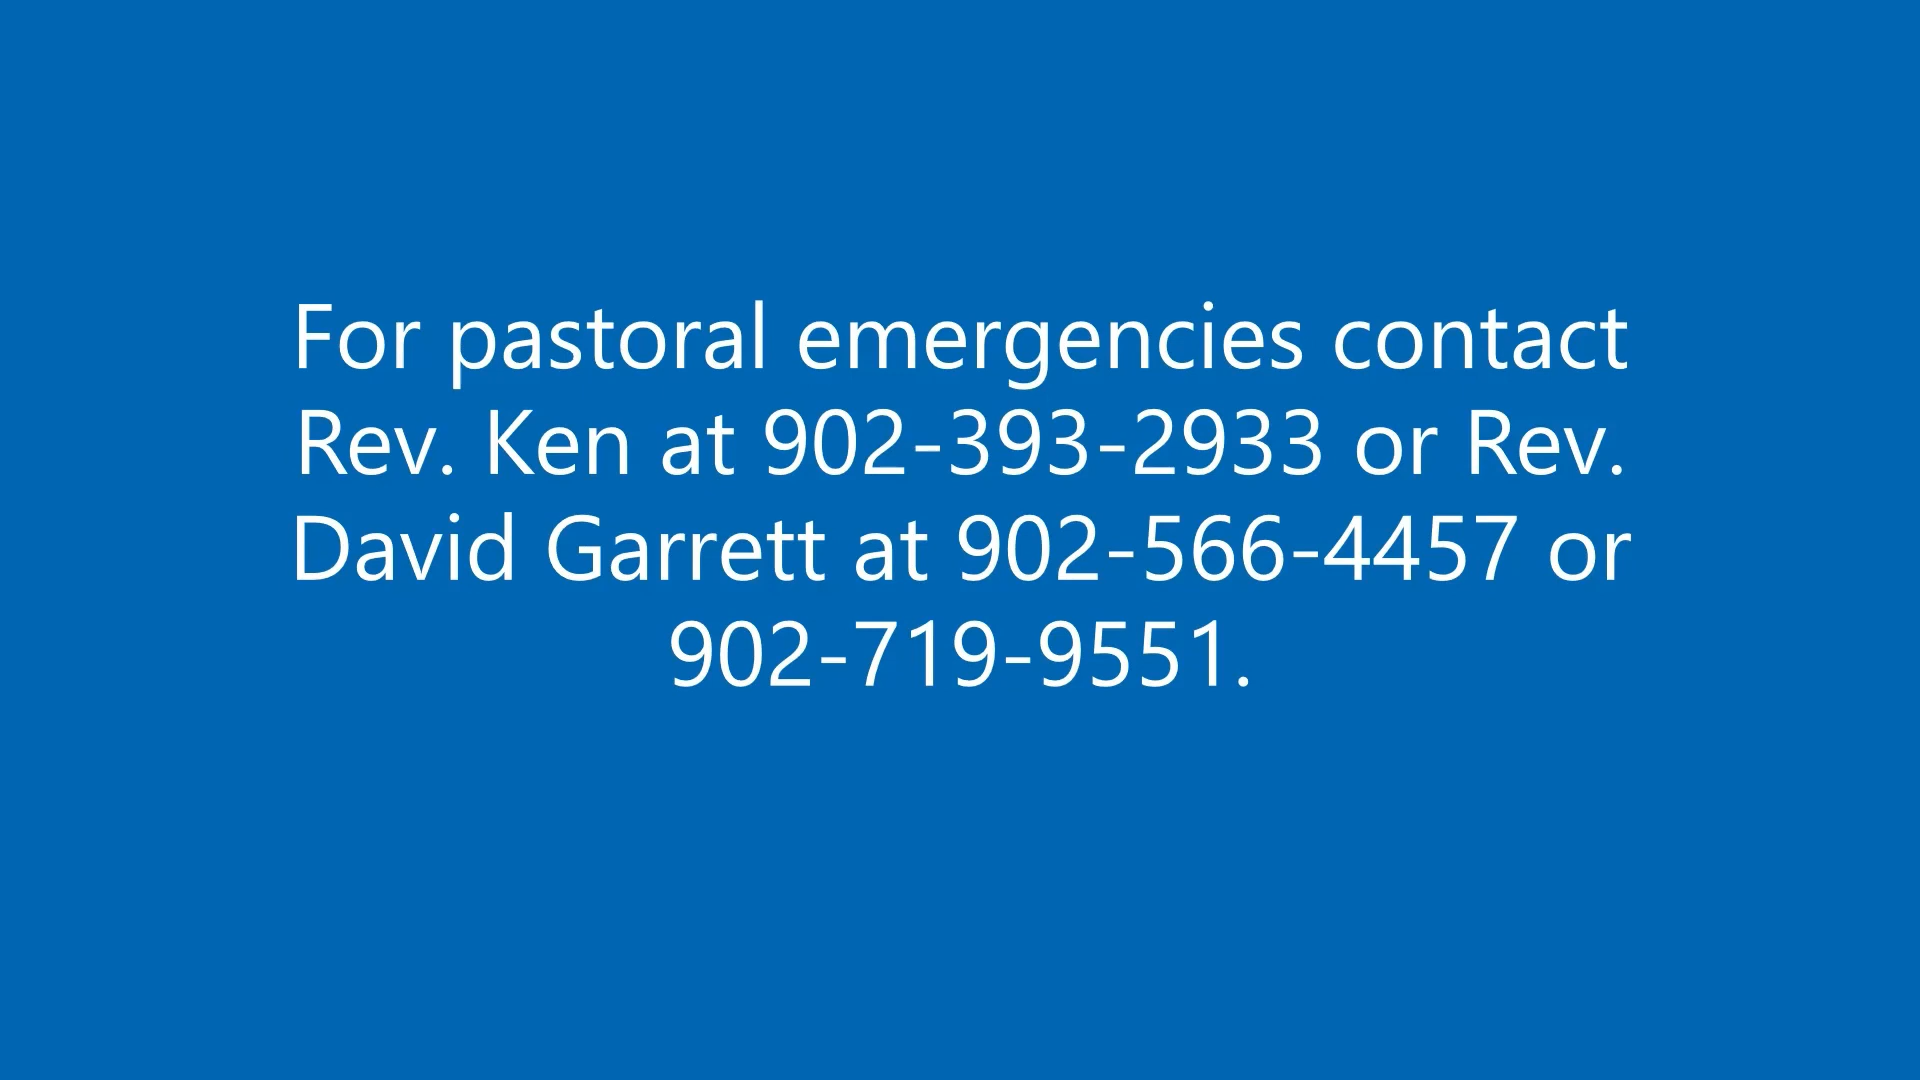 For pastoral emergencies contact
Rev. Ken at 902-393-2933 or Rev.
David Garrett at 902-566-4457 or
902-719-9551.